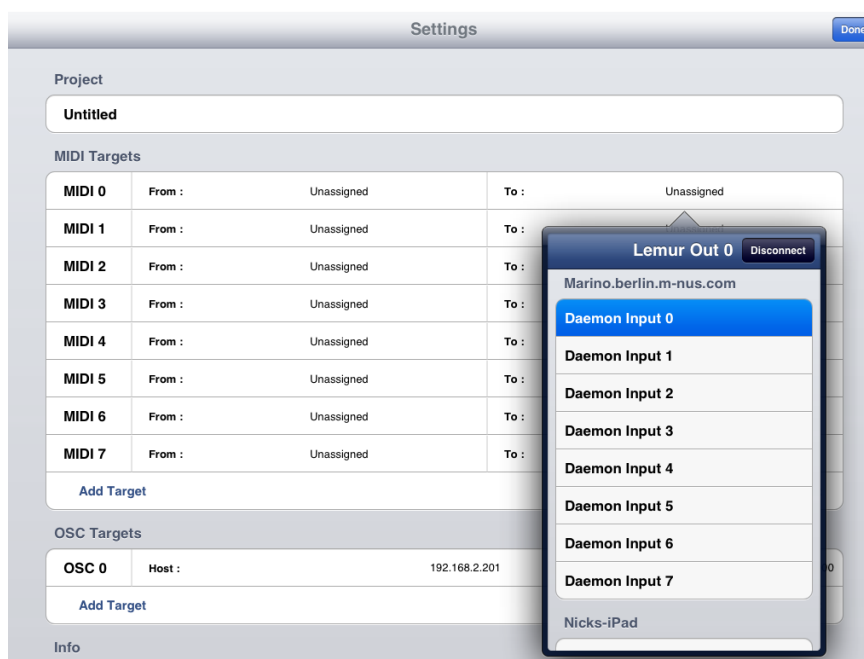 Settings
Done
Project
Untitled
MIDI Targets
MIDI 0 From : Unassigned To : Unassigned
MIDI 1 From : Unassigned To :
MIDI 2 From : Unassigned To :
MIDI 3 From : Unassigned To :
MIDI 4 From : Unassigned To :
MIDI 5 From : Unassigned To :
MIDI 6 From : Unassigned To :
MIDI 7 From : Unassigned To :
Add Target
OSC Targets
OSC 0 Host : 192.168.2.201
Add Target
Info
Lemur Out 0 Disconnect
Marino.berlin.m-nus.com
Daemon Input 0
Daemon Input 1
Daemon Input 2
Daemon Input 3
Daemon Input 4
Daemon Input 5
Daemon Input 6
Daemon Input 7
Nicks-iPad